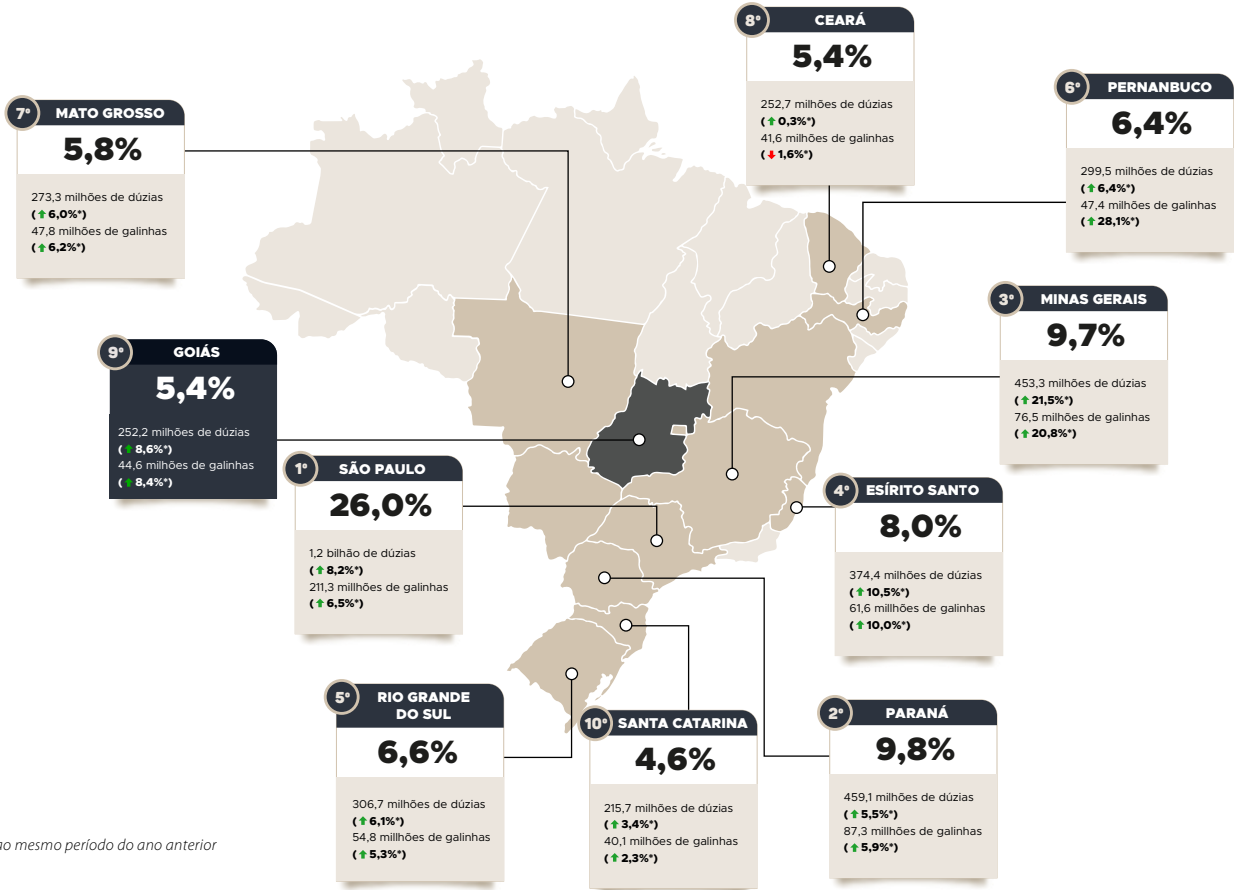 8º
CEARÁ
5,4%
252,7 milhões de dúzias
(⬆0,3%*)
41,6 milhões de galinhas
(⬇1,6%*)
6º
PERNANBUCO
6,4%
299,5 milhões de dúzias
(⬆6,4%*)
47,4 milhões de galinhas
(⬆28,1%*)
7º
MATO GROSSO
5,8%
273,3 milhões de dúzias
(⬆6,0%*)
47,8 milhões de galinhas
(⬆6,2%*)
3º
MINAS GERAIS
9,7%
453,3 milhões de dúzias
(⬆21,5%*)
76,5 milhões de galinhas
(⬆20,8%*)
9º
GOIÁS
5,4%
252,2 milhões de dúzias
(⬆8,6%*)
44,6 milhões de galinhas
(⬆8,4%*)
1º
SÃO PAULO
26,0%
1,2 bilhão de dúzias
(⬆8,2%*)
211,3 millhões de galinhas
(⬆6,5%*)
4º
ESÍRITO SANTO
8,0%
374,4 milhões de dúzias
(⬆10,5%*)
61,6 millhões de galinhas
(⬆10,0%*)
5º
RIO GRANDE
DO SUL
6,6%
306,7 milhões de dúzias
(⬆6,1%*)
54,8 millhões de galinhas
(⬆5,3%*)
10º
SANTA CATARINA
4,6%
215,7 milhões de dúzias
(⬆3,4%*)
40,1 milhões de galinhas
(⬆2,3%*)
2º
PARANÁ
9,8%
459,1 milhões de dúzias
(⬆5,5%*)
87,3 millhões de galinhas
(⬆5,9%*)
ao mesmo período do ano anterior